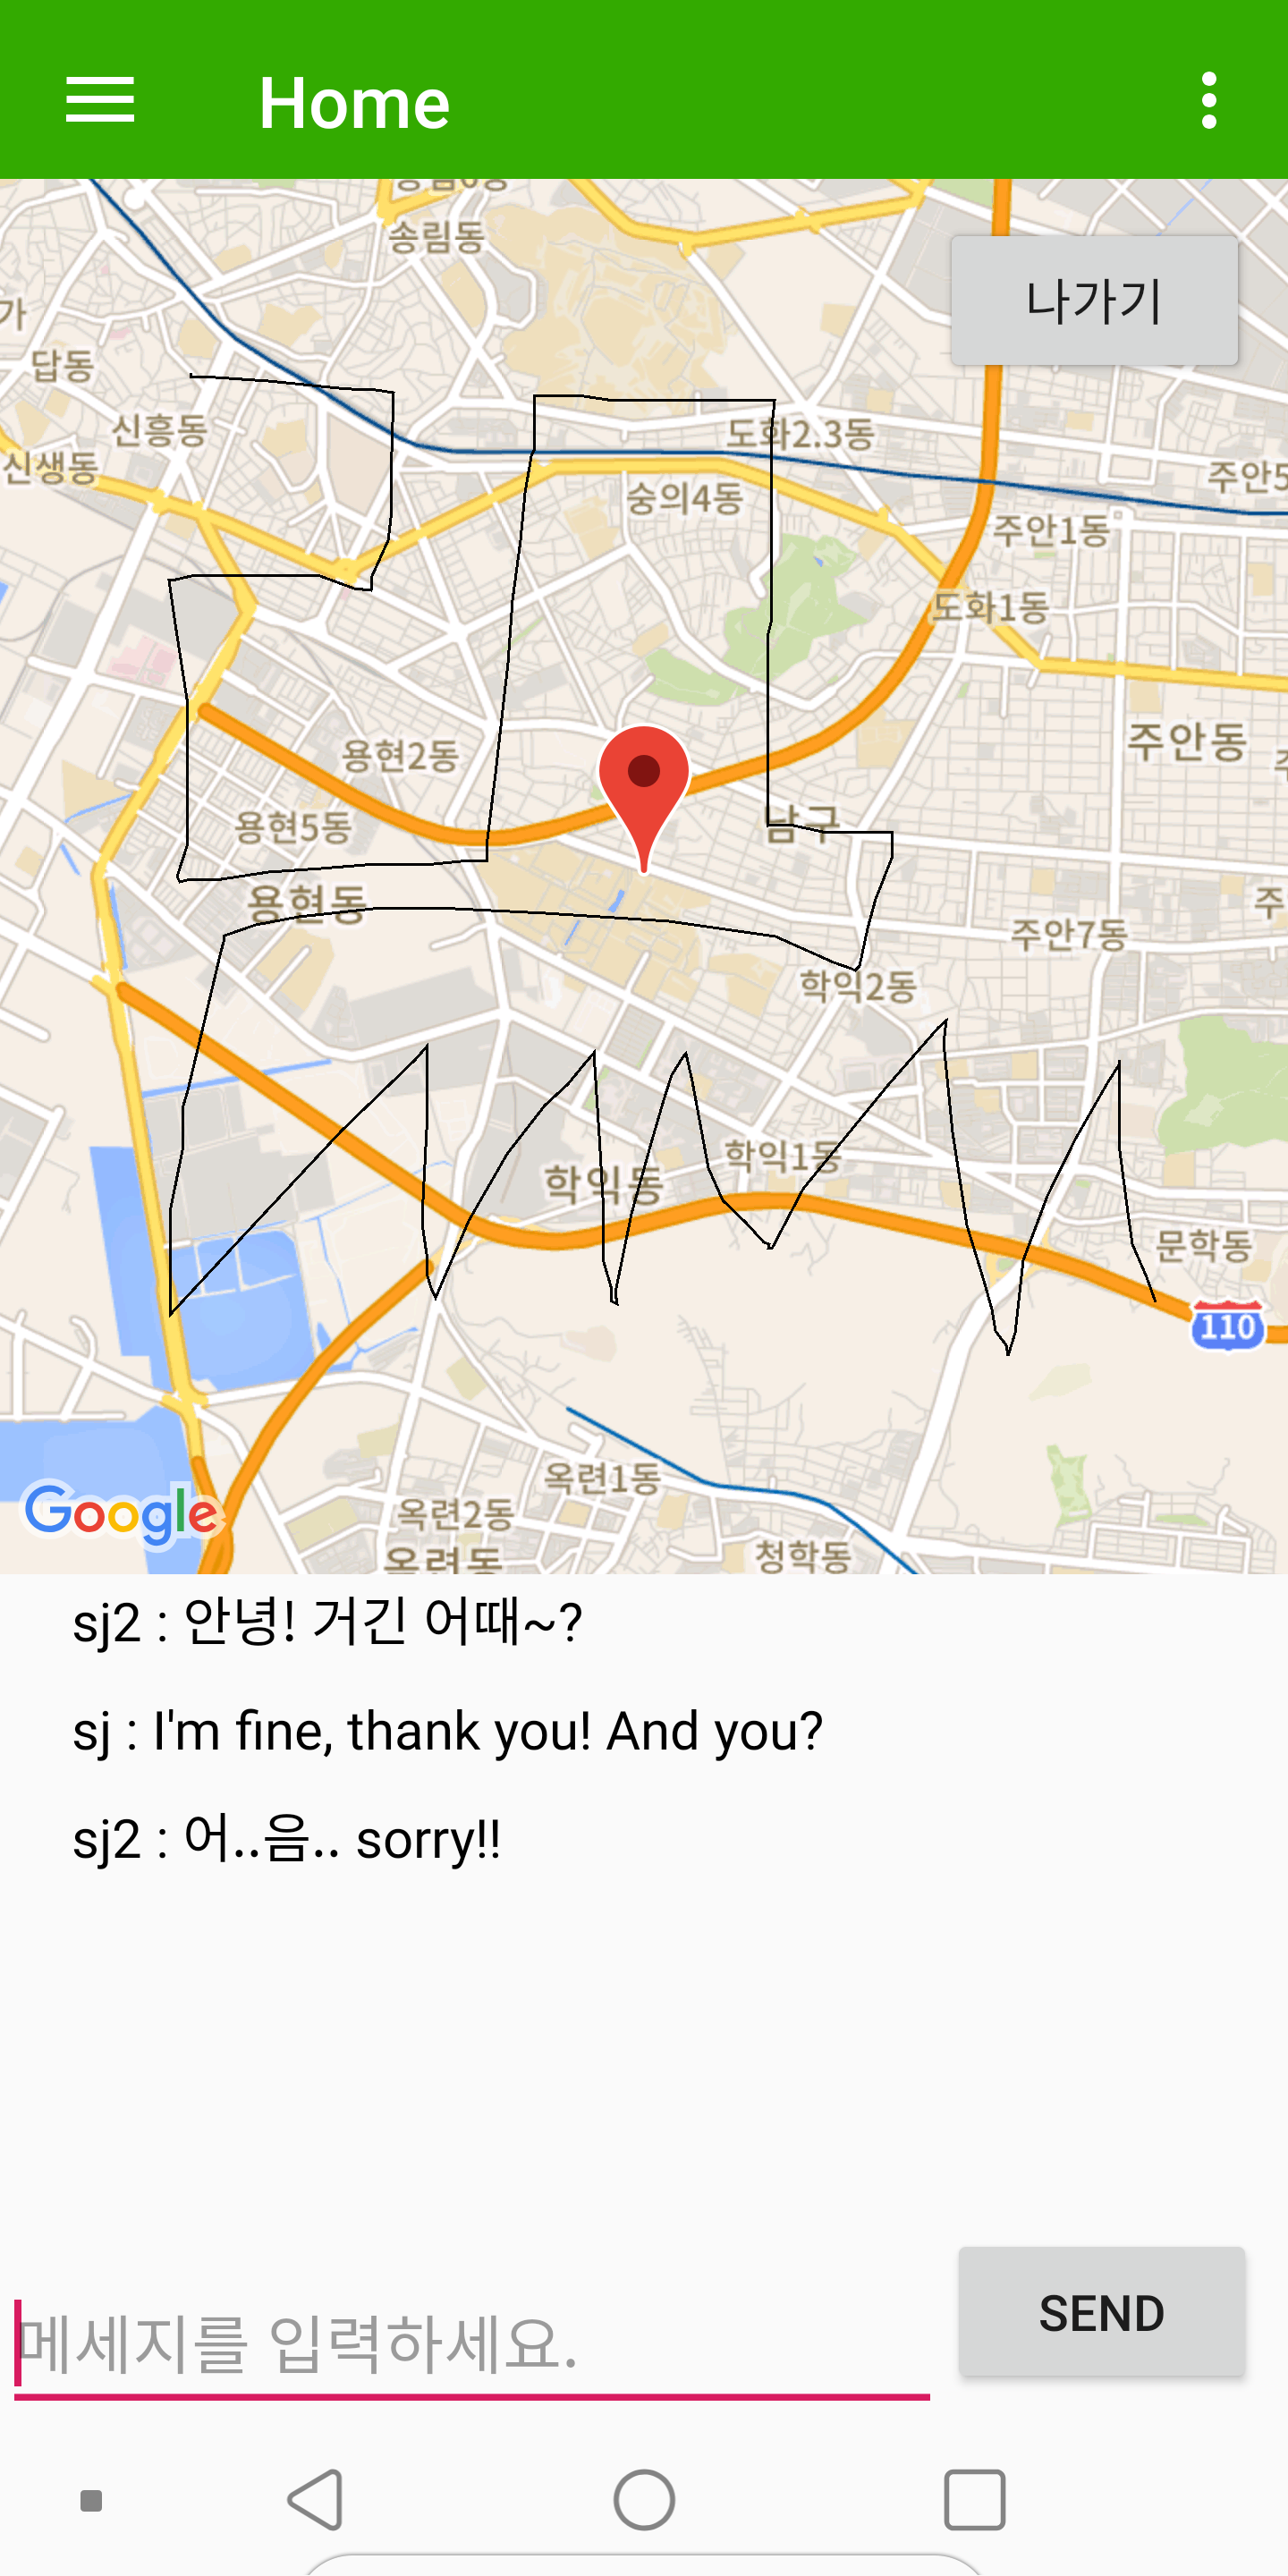 Home
송림동
나가기
가
답동
신흥동
신생동
도화2.3동
숭의4동
주안5
주안1동
도화1동
주안동
용현2동
용현5동
남구
용현동
주
주안7동
학익2동
학익1동
학익동
문학동
110
옥련1동
옥련2동
청학동
옥련동
Google
sj2 : 안녕! 거긴 어때~?
sj : I'm fine, thank you! And you?
sj2 : 어..음.. sorry!!
메세지를 입력하세요.
SEND